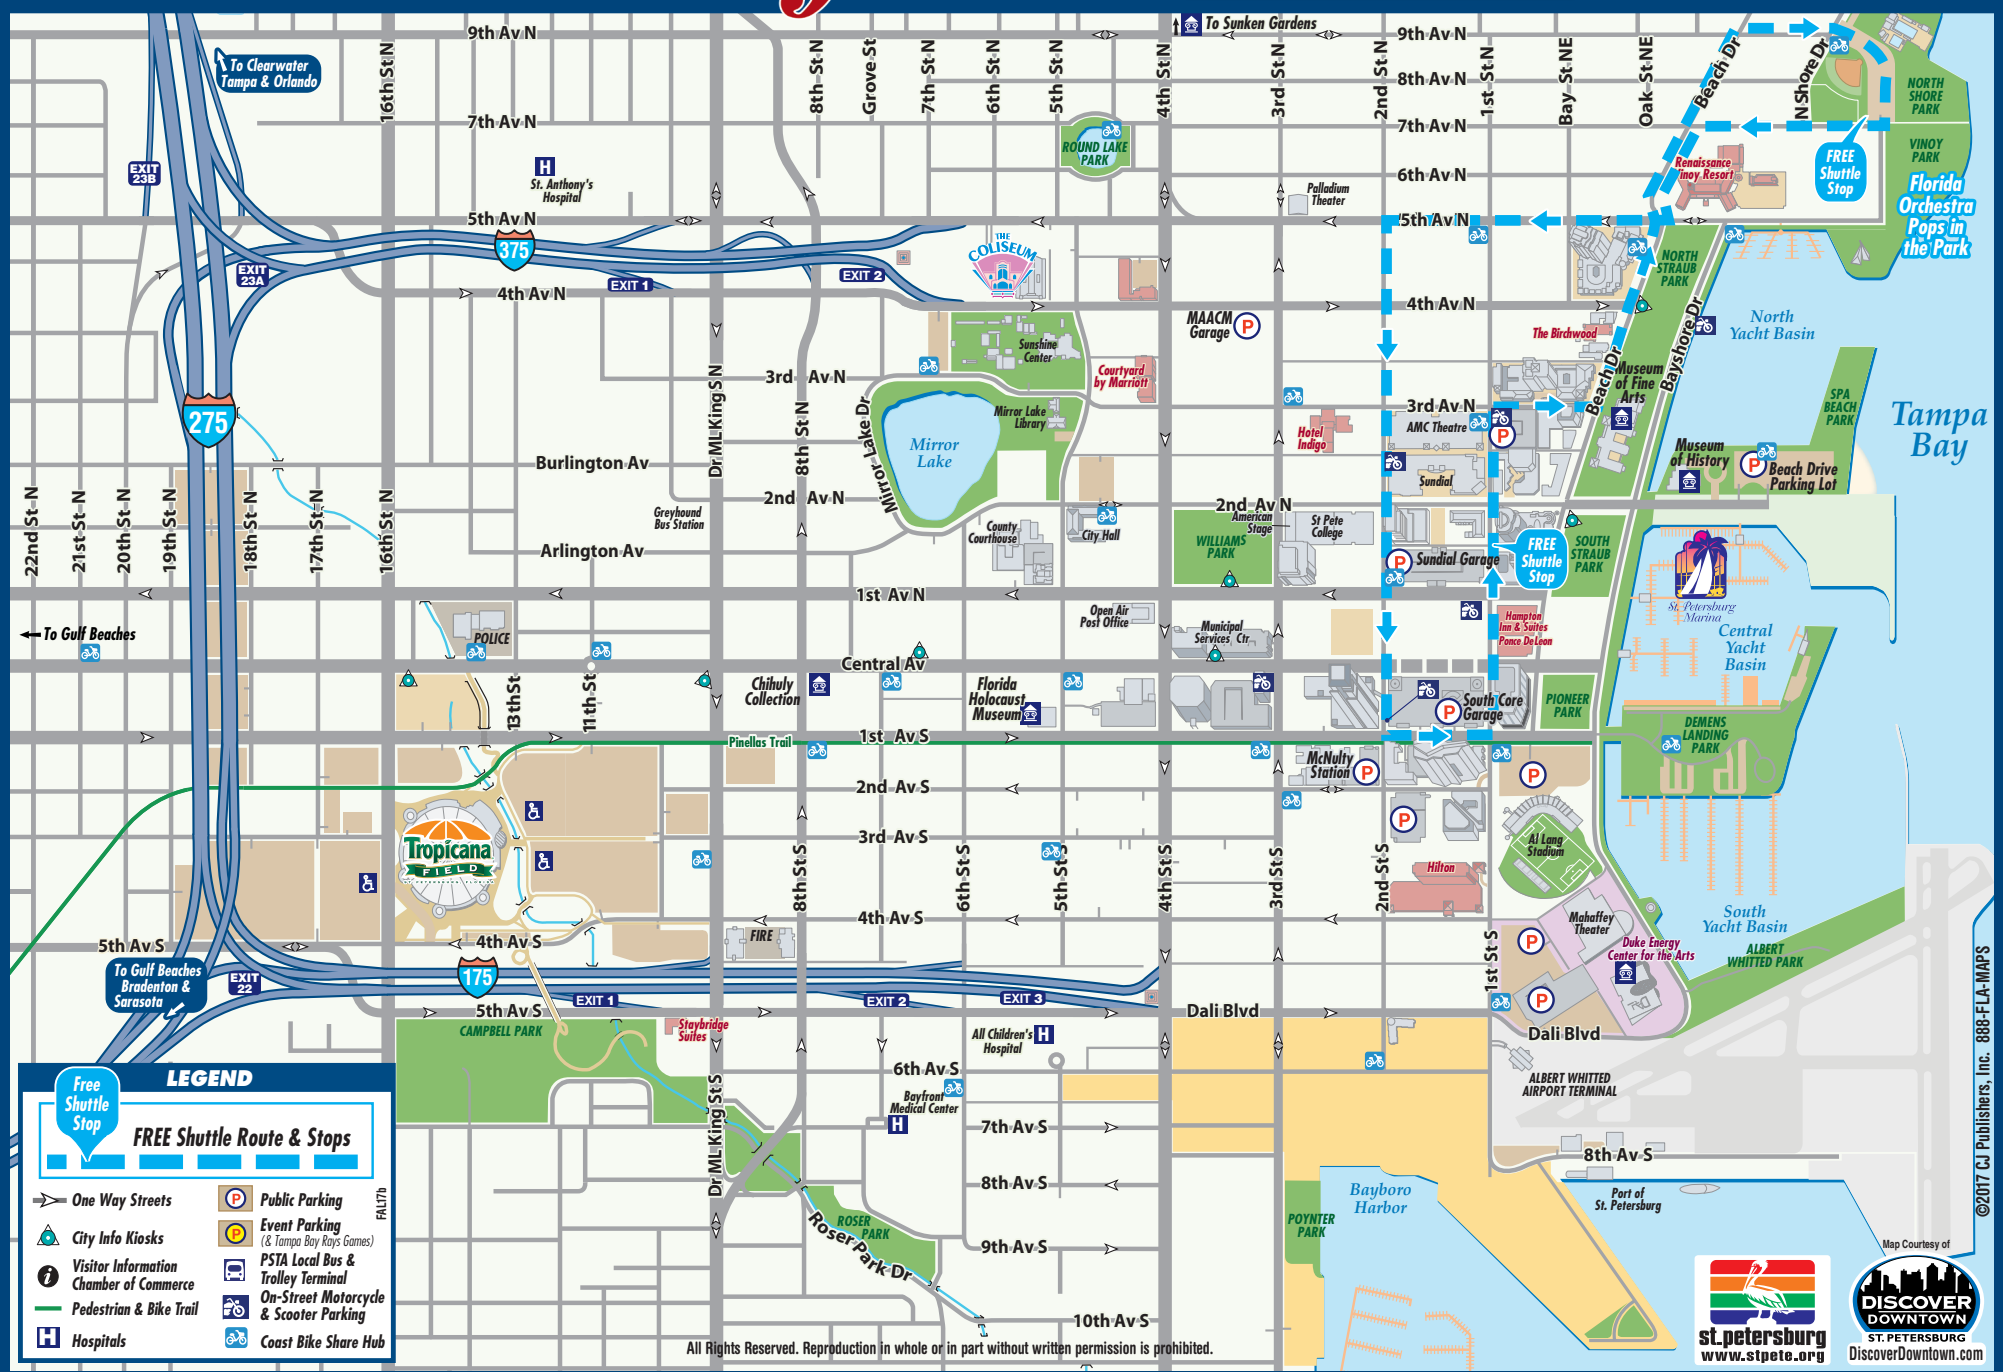 To Sunken Gardens
9th Av N
9th Av N
To Clearwater
Tampa & Orlando
16th St N
8th St N
Grove St
7th St N
6th St N
5th St N
4th St N
3rd St N
2nd St N
1st St N
Bay St NE
Oak St NE
Beach Dr
N Shore Dr
8th Av N
NORTH
SHORE
PARK
7th Av N
7th Av N
ROUND LAKE
PARK
VINOY
PARK
EXIT
23B
H
St. Anthony's
Hospital
6th Av N
Renaissance
Vinoy Resort
FREE
Shuttle
Stop
Palladium
Theater
Florida
Orchestra
Pops in
the Park
5th Av N
5th Av N
375
THE
COLISEUM
EXIT
23A
EXIT 1
EXIT 2
NORTH
STRAUB
PARK
4th Av N
4th Av N
MAACM
Garage
P
The Birchwood
North
Yacht Basin
Bayshore Dr
Beach Dr
Sunshine
Center
Courtyard
by Marriott
Museum
of Fine
Arts
3rd Av N
3rd Av N
275
Dr ML King S N
8th St N
Mirror Lake Dr
Mirror Lake
Library
Mirror
Lake
Hotel
Indigo
AMC Theatre
P
SPA
BEACH
PARK
Tampa
Bay
Burlington Av
Sundial
Museum
of History
P
Beach Drive
Parking Lot
2nd Av N
2nd Av N
22nd St N
21st St N
20th St N
19th St N
18th St N
17th St N
16th St N
Greyhound
Bus Station
County
Courthouse
City Hall
American
Stage
St Pete
College
WILLIAMS
PARK
Arlington Av
P
Sundial Garage
FREE
Shuttle
Stop
SOUTH
STRAUB
PARK
1st Av N
St. Petersburg
Marina
To Gulf Beaches
POLICE
Open Air
Post Office
Municipal
Services Ctr
Hampton
Inn & Suites
Ponce DeLeon
Central
Yacht
Basin
Central Av
13th St
11th St
Chihuly
Collection
Florida
Holocaust
Museum
P
South Core
Garage
PIONEER
PARK
DEMENS
LANDING
PARK
Pinellas Trail
1st Av S
McNulty
Station
P
P
2nd Av S
P
3rd Av S
Al Lang
Stadium
Tropicana
FIELD
Hilton
8th St S
6th St S
5th St S
4th St S
3rd St S
2nd St S
1st St S
4th Av S
Mahaffey
Theater
South
Yacht Basin
5th Av S
4th Av S
FIRE
P
Duke Energy
Center for the Arts
ALBERT
WHITTED PARK
To Gulf Beaches
Bradenton &
Sarasota
EXIT
22
175
EXIT 1
EXIT 2
EXIT 3
P
5th Av S
Dali Blvd
Dali Blvd
CAMPBELL PARK
Staybridge
Suites
All Children's
Hospital
H
6th Av S
ALBERT WHITTED
AIRPORT TERMINAL
Bayfront
Medical Center
H
7th Av S
Dr ML King St S
8th Av S
8th Av S
Bayboro
Harbor
POYNTER
PARK
Port of
St. Petersburg
ROSER
PARK
Roser Park Dr
9th Av S
10th Av S
LEGEND
Free
Shuttle
Stop
FREE Shuttle Route & Stops
One Way Streets
P
Public Parking
City Info Kiosks
P
Event Parking
(& Tampa Bay Rays Games)
i
Visitor Information
Chamber of Commerce
PSTA Local Bus &
Trolley Terminal
Pedestrian & Bike Trail
On-Street Motorcycle
& Scooter Parking
H
Hospitals
Coast Bike Share Hub
FAL17b
All Rights Reserved. Reproduction in whole or in part without written permission is prohibited.
©2017 CJ Publishers, Inc. 888-FLA-MAPS
st.petersburg
www.stpete.org
Map Courtesy of
DISCOVER
DOWNTOWN
ST. PETERSBURG
DiscoverDowntown.com